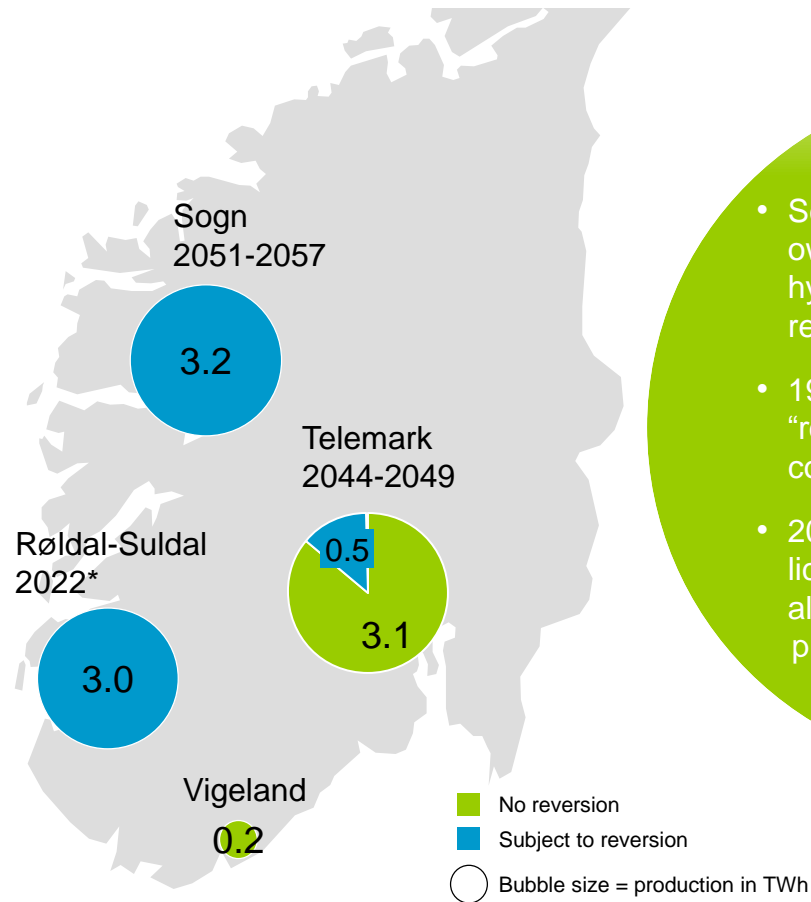 Sogn
2051-2057
3.2
Telemark
2044-2049
0.5
3.1
Røldal-Suldal
2022*
3.0
Vigeland
0.2
No reversion
Subject to reversion
Bubble size = production in TWh
•
•
•